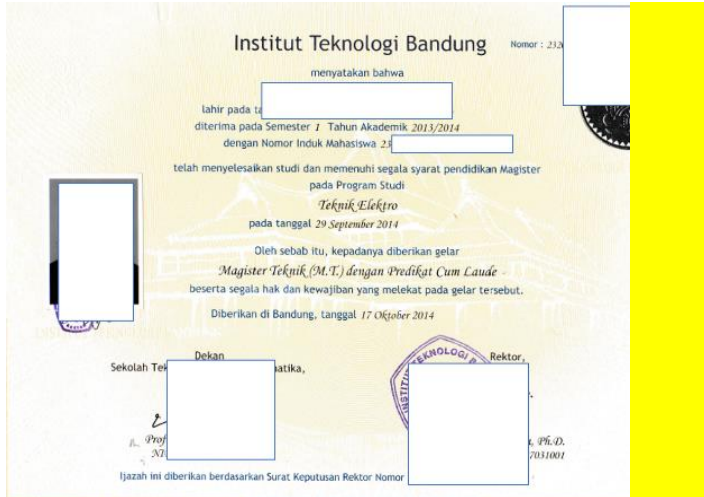 Institut Teknologi Bandung
Nomor : 232
menyatakan bahwa
lahir pada
diterima pada Semester 1 Tahun Akademik 2013/2014
dengan Nomor Induk Mahasiswa 23
telah menyelesaikan studi dan memenuhi segala syarat pendidikan Magister
pada Program Studi
Teknik Elektro
pada tanggal 29 September 2014
Oleh sebab itu, kepadanya diberikan gelar
Magister Teknik (M.T.) dengan Predikat Cum Laude
beserta segala hak dan kewajiban yang melekat pada gelar tersebut.
Diberikan di Bandung, tanggal 17 Oktober 2014
Dekan
Sekolah Tek atika,
Rektor,
INSTIT TEKNOLOGI B
Prof
NI
Ph.D.
7031001
Ijazah ini diberikan berdasarkan Surat Keputusan Rektor Nomor